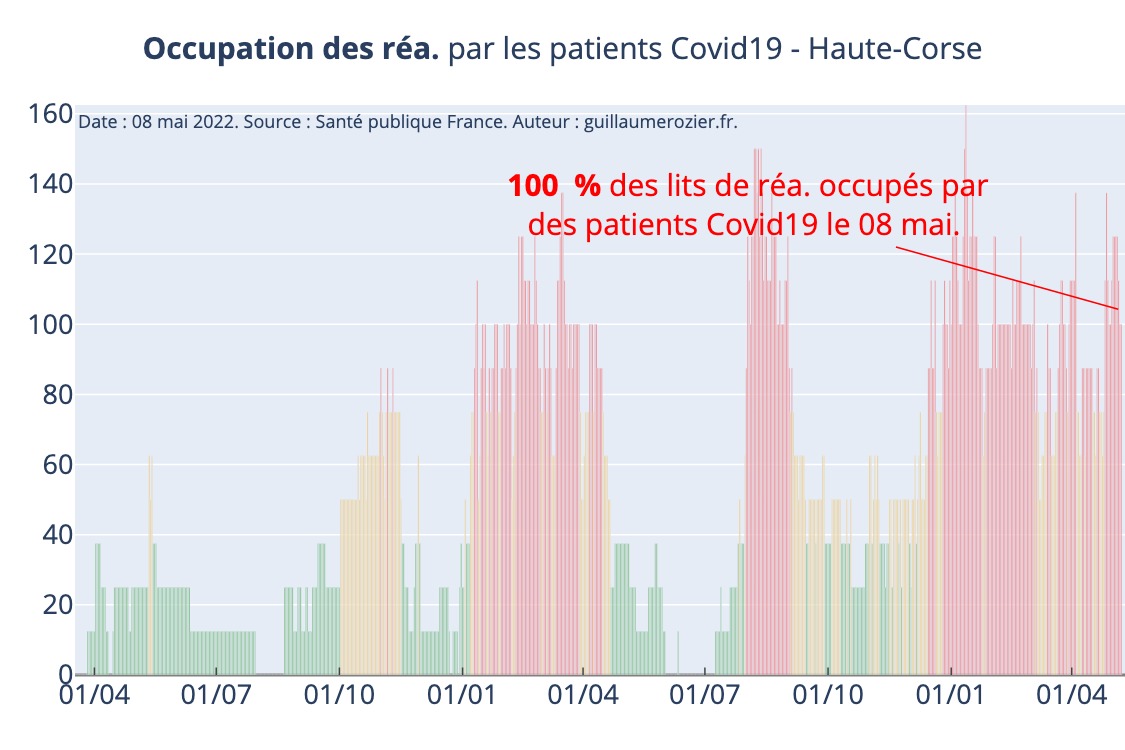 Occupation des réa. par les patients Covid19 - Haute-Corse
160
Date : 08 mai 2022. Source : Santé publique France. Auteur : guillaumerozier.fr.
140
100 % des lits de réa. occupés par
des patients Covid19 le 08 mai.
120
100
80
60
40
20
0
01/04 01/07 01/10 01/01 01/04 01/07 01/10 01/01 01/04